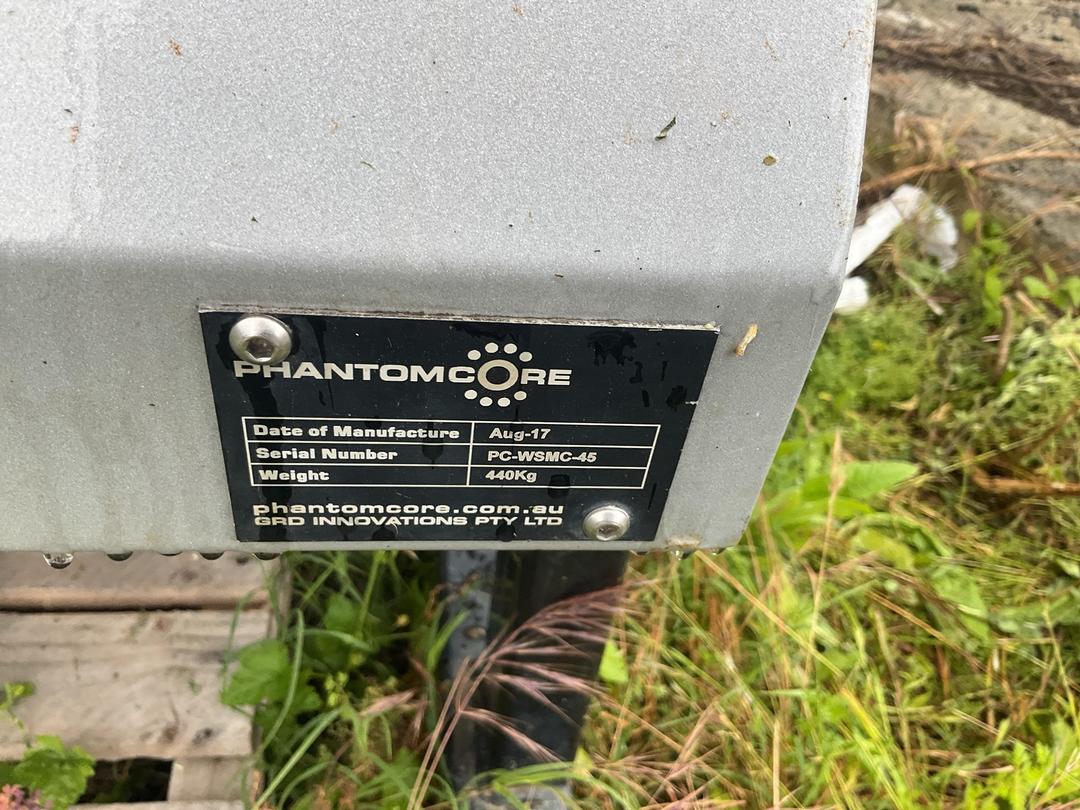 PHANTOMCORE
Date of Manufacture Aug-17
Serial Number PC-WSMC-45
Weight 440Kg
phantomcore.com.au
GRD INNOVATIONS PTY LTD